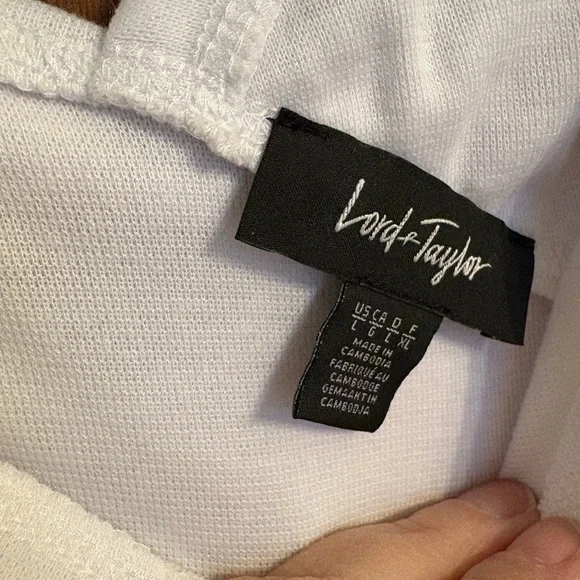 Lord & Taylor
US CA D F
L G L XL
MADE IN
CAMBODIA
FABRIQUÉ AU
CAMBODGE
GEMAAKT IN
CAMBODJA